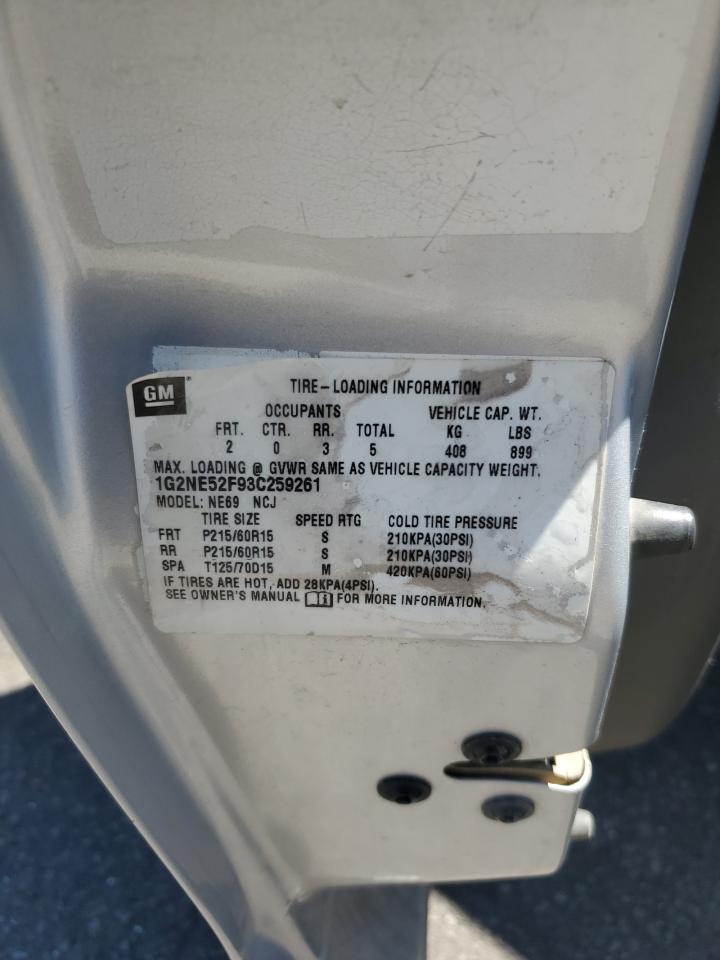 GM
TIRE-LOADING INFORMATION
OCCUPANTS VEHICLE CAP. WT.
FRT. CTR. RR. TOTAL KG LBS
2 0 3 5 408 899
MAX. LOADING @ GVWR SAME AS VEHICLE CAPACITY WEIGHT.
1G2NE52F93C259261
MODEL: NE69 NCJ
TIRE SIZE SPEED RTG COLD TIRE PRESSURE
FRT P215/60R15 S 210KPA(30PSI)
RR P215/60R15 S 210KPA(30PSI)
SPA T125/70D15 M 420KPA(60PSI)
IF TIRES ARE HOT, ADD 28KPA(4PSI).
SEE OWNER'S MANUAL FOR MORE INFORMATION.